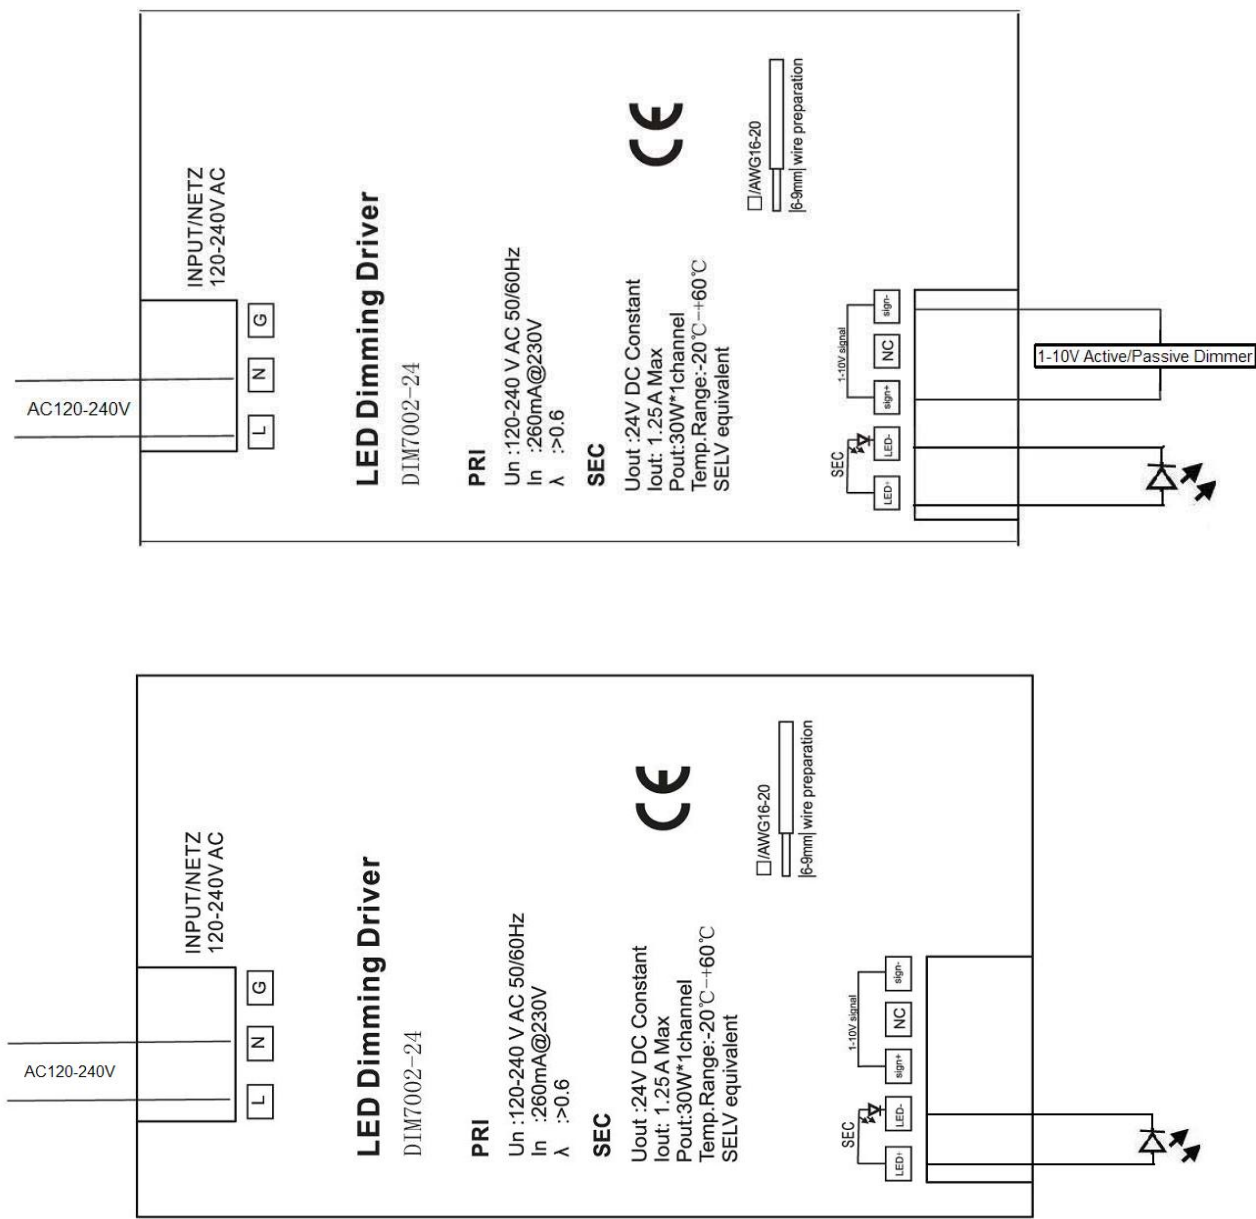 INPUT/NETZ
120-240V AC
G
N
L
AC120-240V
LED Dimming Driver
DIM7002-24
PRI
Un :120-240 V AC 50/60Hz
In :260mA@230V
λ :>0.6
SEC
Uout :24V DC Constant
Iout: 1.25 A Max
Pout:30W*1channel
Temp.Range:-20℃-+60℃
SELV equivalent
CE
□/AWG16-20
|6-9mm| wire preparation
1-10V signal
sign-
NC
sign+
SEC
LED-
LED+
1-10V Active/Passive Dimmer
INPUT/NETZ
120-240V AC
G
N
L
AC120-240V
LED Dimming Driver
DIM7002-24
PRI
Un :120-240 V AC 50/60Hz
In :260mA@230V
λ :>0.6
SEC
Uout :24V DC Constant
Iout: 1.25 A Max
Pout:30W*1channel
Temp.Range:-20℃-+60℃
SELV equivalent
CE
□/AWG16-20
|6-9mm| wire preparation
1-10V signal
sign-
NC
sign+
SEC
LED-
LED+